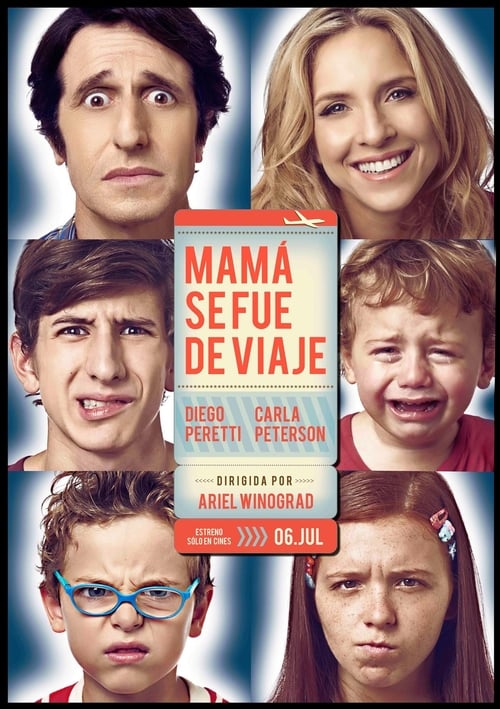 MAMÁ
SE FUE
DE VIAJE
DIEGO PERETTI
CARLA PETERSON
<<<<< DIRIGIDA POR >>>>>
ARIEL WINOGRAD
ESTRENO
SÓLO EN CINES
06.JUL